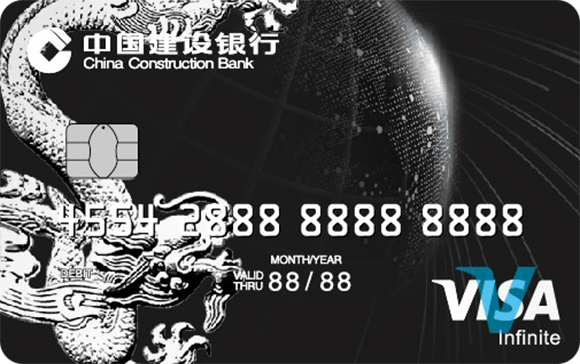 中国建设银行
China Construction Bank
4554 2888 8888 8888
MONTH/YEAR
DEBIT
VALID THRU 88/88
VISA
Infinite